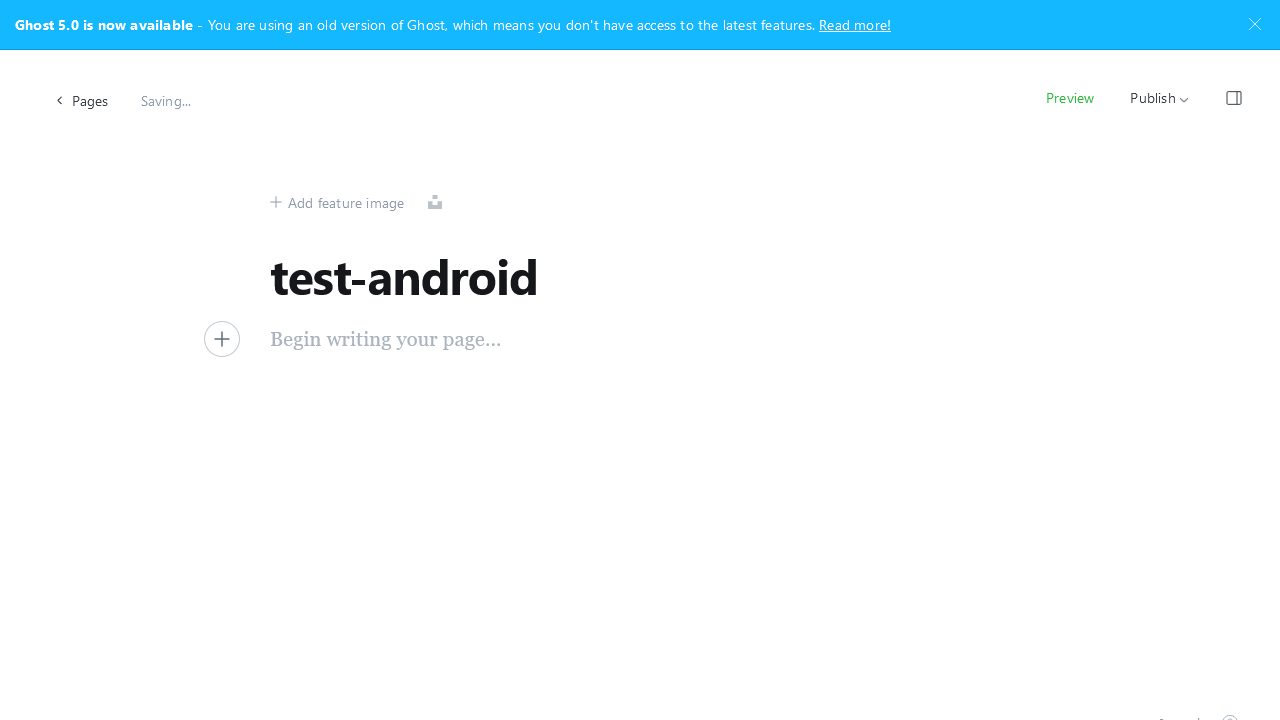 Ghost 5.0 is now available - You are using an old version of Ghost, which means you don't have access to the latest features. Read more!
Pages Saving... Preview Publish
Add feature image
test-android
Begin writing your page...